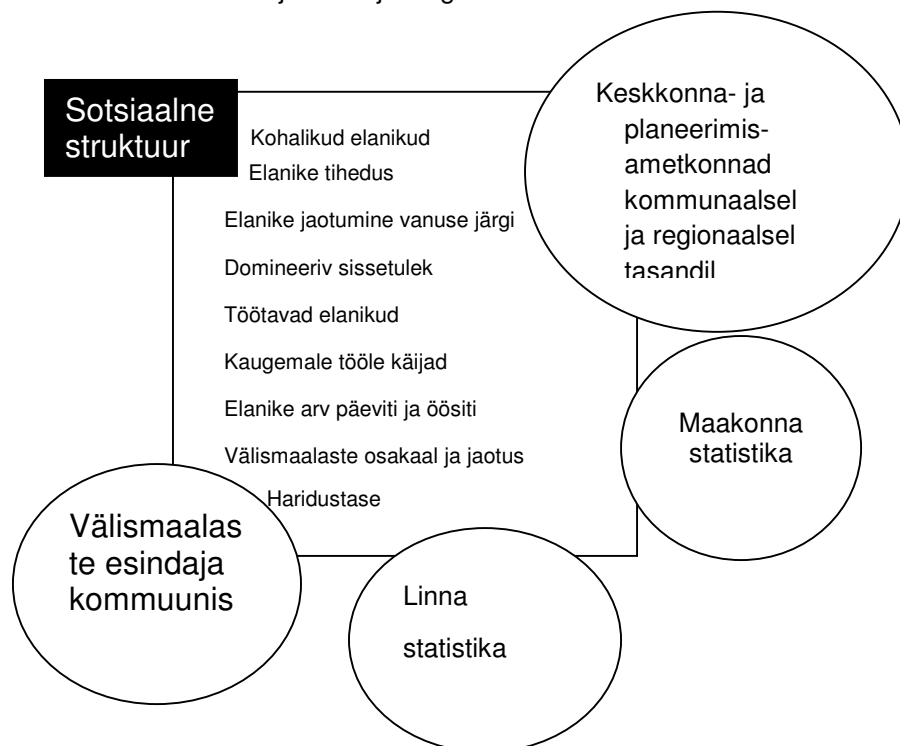 Sotsiaalne
struktuur
Kohalikud elanikud
Elanike tihedus
Elanike jaotumine vanuse järgi
Domineeriv sissetulek
Töötavad elanikud
Kaugemale tööle käijad
Elanike arv päeviti ja öösiti
Välismaalaste osakaal ja jaotus
Haridustase
Keskkonna- ja
planeerimis-
ametkonnad
kommunaalsel
ja regionaalsel
tasandil
Maakonna
statistika
Välismaalas
te esindaja
kommuunis
Linna
statistika